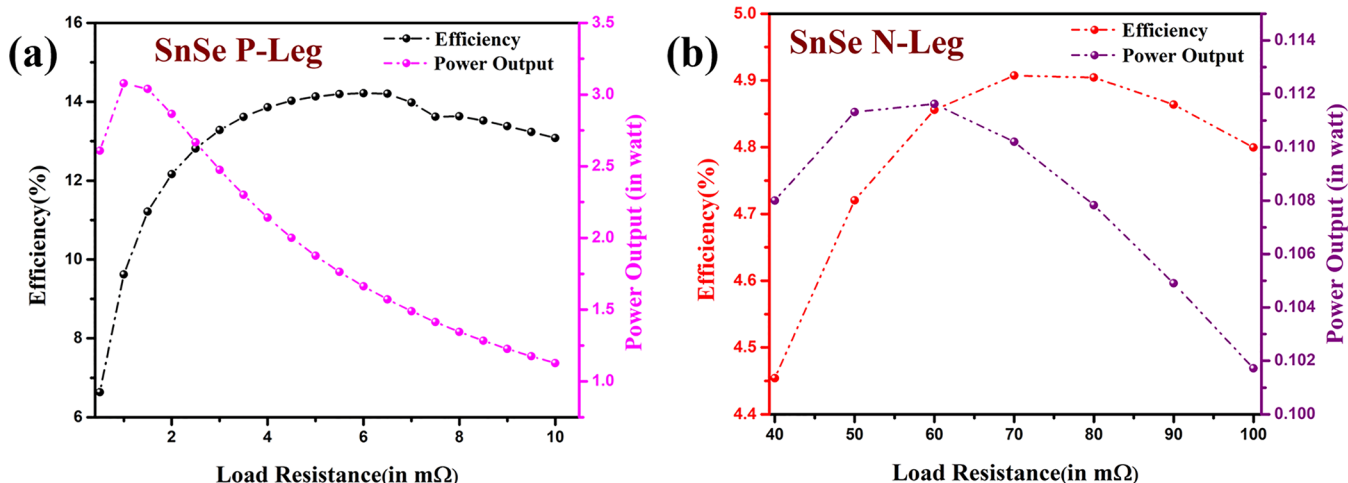 (a)
SnSe P-Leg
Efficiency
Power Output
16
14
12
10
8
6
Efficiency(%)
3.5
3.0
2.5
2.0
1.5
1.0
Power Output (in watt)
2 4 6 8 10
Load Resistance(in mΩ)
(b)
SnSe N-Leg
Efficiency
Power Output
5.0
4.9
4.8
4.7
4.6
4.5
4.4
Efficiency(%)
0.114
0.112
0.110
0.108
0.106
0.104
0.102
0.100
Power Output (in watt)
40 50 60 70 80 90 100
Load Resistance(in mΩ)